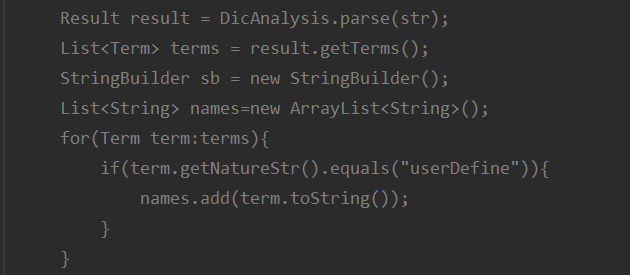 Result result = DicAnalysis.parse(str);
List<Term> terms = result.getTerms();
StringBuilder sb = new StringBuilder();
List<String> names=new ArrayList<String>();
for(Term term:terms){
    if(term.getNatureStr().equals("userDefine")){
        names.add(term.toString());
    }
}